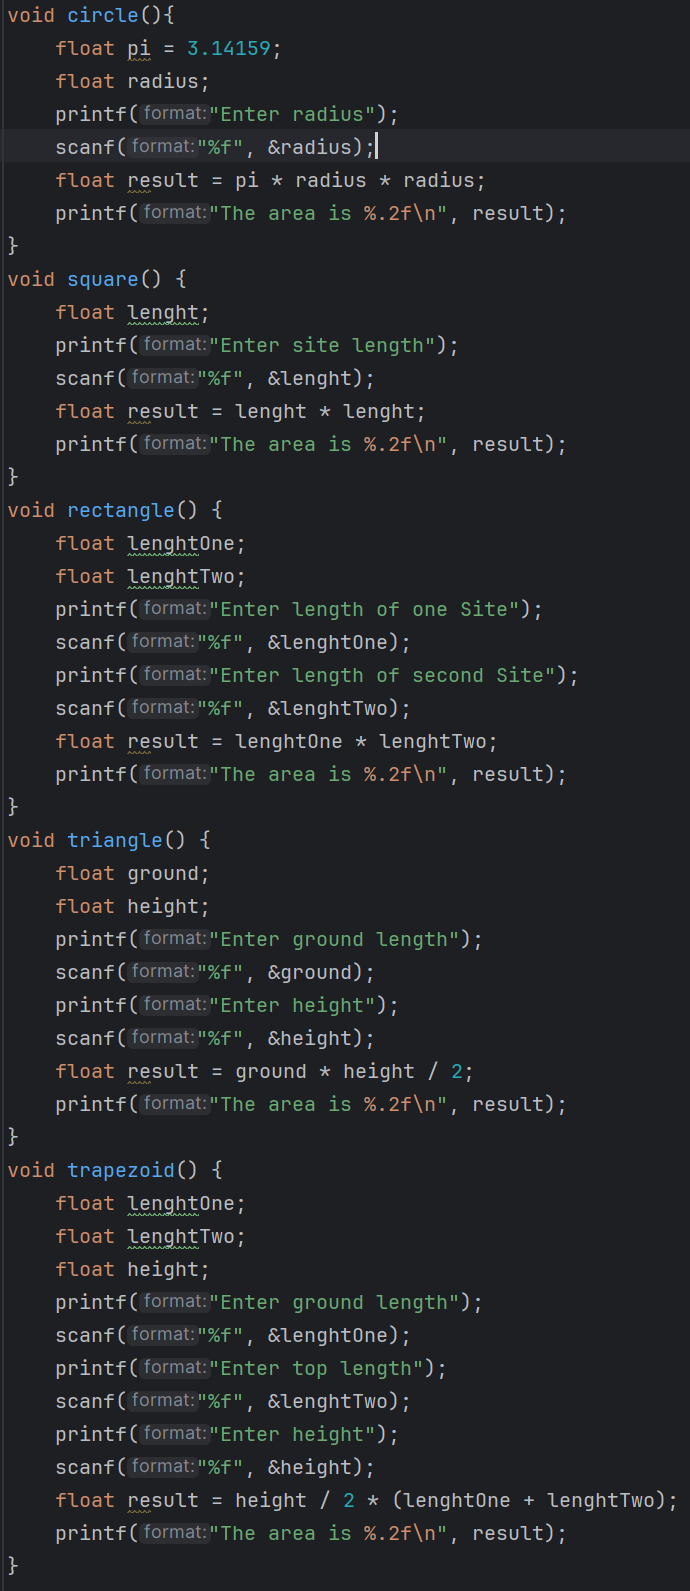 void circle(){
    float pi = 3.14159;
    float radius;
    printf(format:"Enter radius");
    scanf(format:"%f", &radius);
    float result = pi * radius * radius;
    printf(format:"The area is %.2f\n", result);
}
void square() {
    float lenght;
    printf(format:"Enter site length");
    scanf(format:"%f", &lenght);
    float result = lenght * lenght;
    printf(format:"The area is %.2f\n", result);
}
void rectangle() {
    float lenghtOne;
    float lenghtTwo;
    printf(format:"Enter length of one Site");
    scanf(format:"%f", &lenghtOne);
    printf(format:"Enter length of second Site");
    scanf(format:"%f", &lenghtTwo);
    float result = lenghtOne * lenghtTwo;
    printf(format:"The area is %.2f\n", result);
}
void triangle() {
    float ground;
    float height;
    printf(format:"Enter ground length");
    scanf(format:"%f", &ground);
    printf(format:"Enter height");
    scanf(format:"%f", &height);
    float result = ground * height / 2;
    printf(format:"The area is %.2f\n", result);
}
void trapezoid() {
    float lenghtOne;
    float lenghtTwo;
    float height;
    printf(format:"Enter ground length");
    scanf(format:"%f", &lenghtOne);
    printf(format:"Enter top length");
    scanf(format:"%f", &lenghtTwo);
    printf(format:"Enter height");
    scanf(format:"%f", &height);
    float result = height / 2 * (lenghtOne + lenghtTwo);
    printf(format:"The area is %.2f\n", result);
}